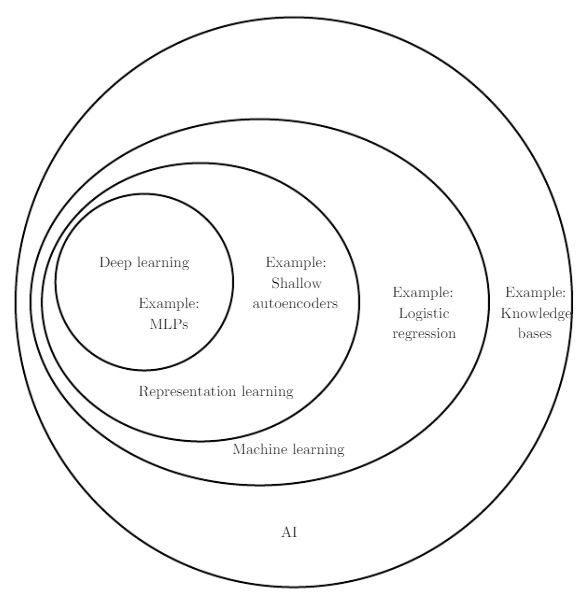 Deep learning
Example:
MLPs
Example:
Shallow
autoencoders
Example:
Logistic
regression
Example:
Knowledge
bases
Representation learning
Machine learning
AI